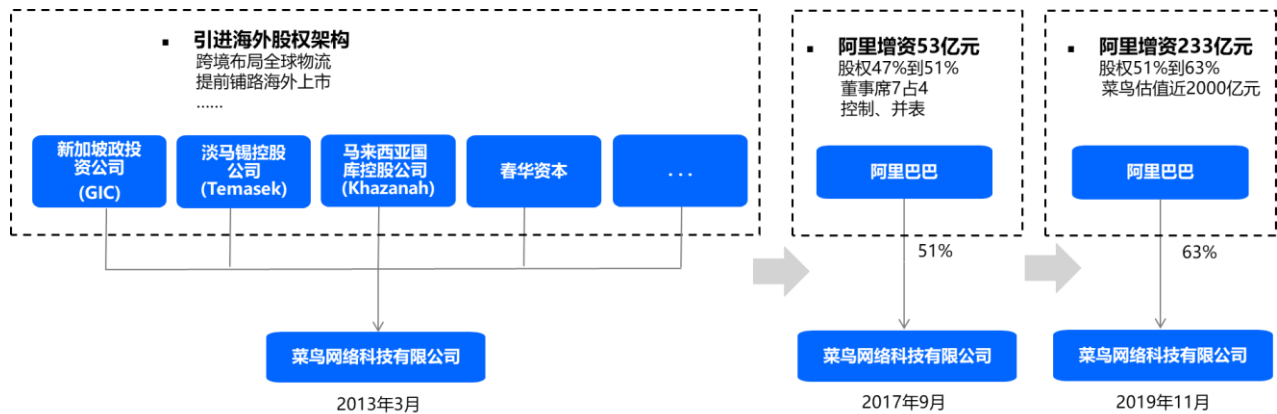 ▪ 引进海外股权架构
跨境布局全球物流
提前铺路海外上市
……
新加坡政投
资公司
(GIC)
淡马锡控股
公司
(Temasek)
马来西亚国
库控股公司
(Khazanah)
春华资本
...
菜鸟网络科技有限公司
2013年3月
▪ 阿里增资53亿元
股权47%到51%
董事席7占4
控制、并表
阿里巴巴
51%
菜鸟网络科技有限公司
2017年9月
▪ 阿里增资233亿元
股权51%到63%
菜鸟估值近2000亿元
阿里巴巴
63%
菜鸟网络科技有限公司
2019年11月